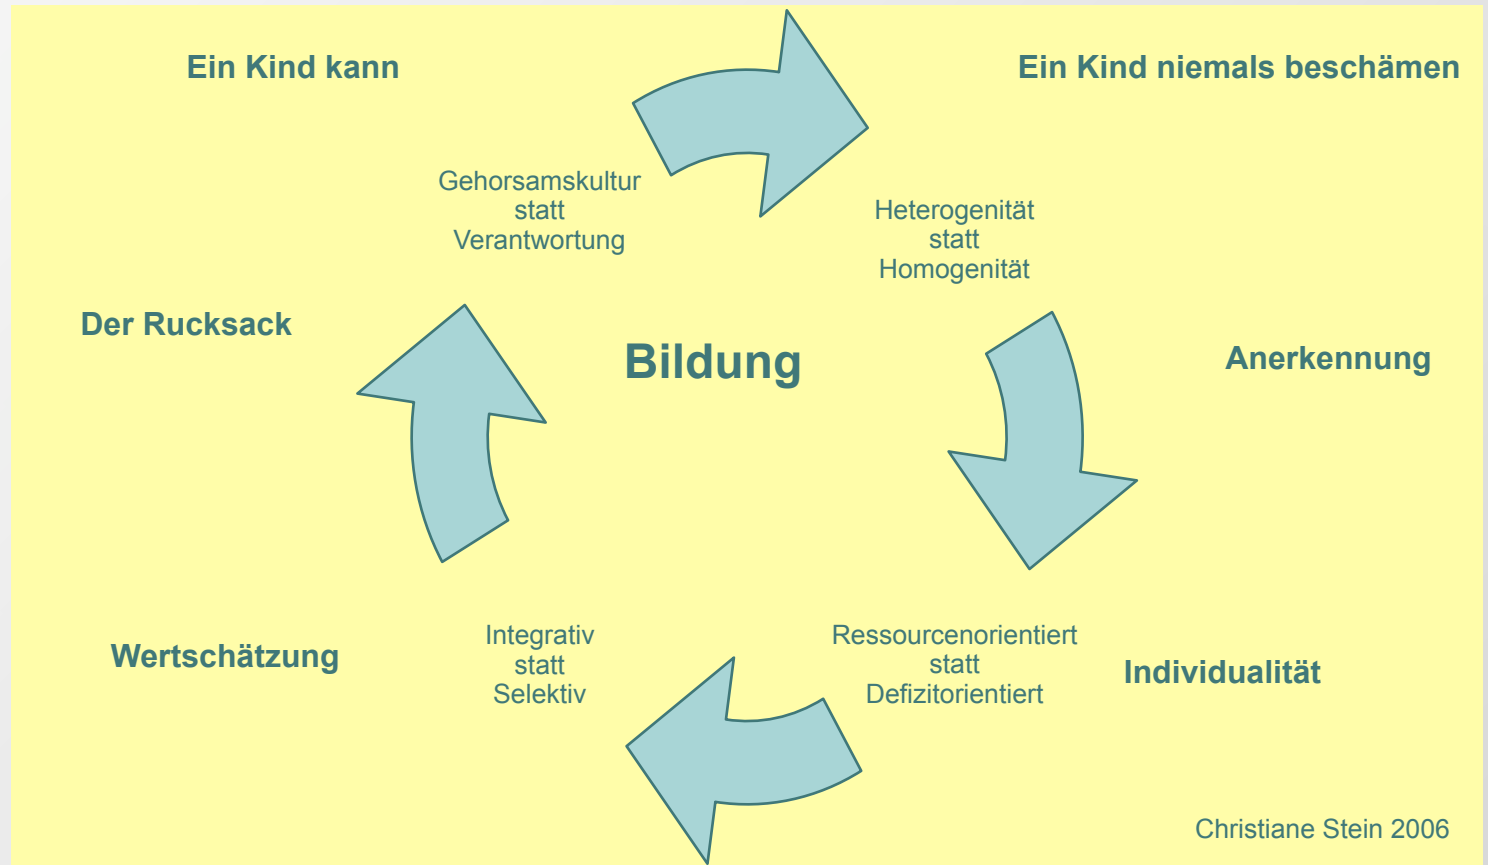 Ein Kind kann
Ein Kind niemals beschämen
Gehorsamskultur
statt
Verantwortung
Heterogenität
statt
Homogenität
Der Rucksack
Bildung
Anerkennung
Wertschätzung
Integrativ
statt
Selektiv
Ressourcenorientiert
statt
Defizitorientiert
Individualität
Christiane Stein 2006